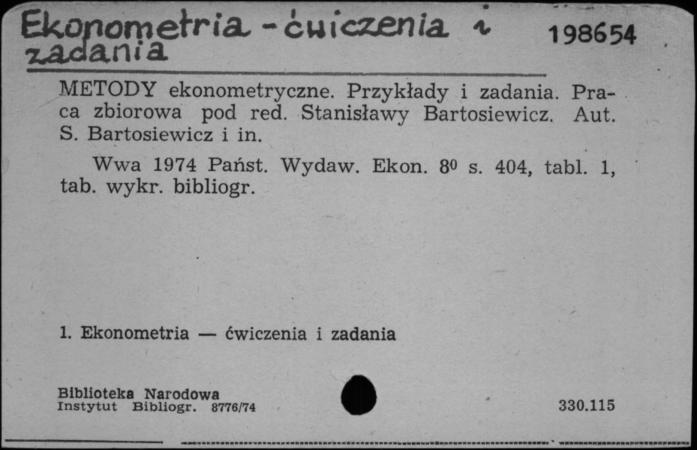 Ekonometria - ćwiczenia i 198654
zadania
METODY ekonometryczne. Przykłady i zadania. Pra-
ca zbiorowa pod red. Stanisławy Bartosiewicz. Aut.
S. Bartosiewicz i in.
Wwa 1974 Państ. Wydaw. Ekon. 8⁰ s. 404, tabl. 1,
tab. wykr. bibliogr.
1. Ekonometria — ćwiczenia i zadania
Biblioteka Narodowa
Instytut Bibliogr. 8776/74 330.115